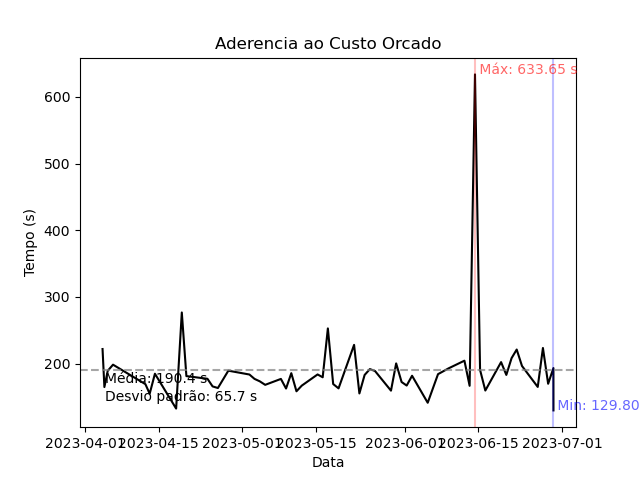 Aderencia ao Custo Orcado
Máx: 633.65 s
600
500
400
300
200
Tempo (s)
Média: 190.4 s
Desvio padrão: 65.7 s
Min: 129.80
2023-04-01
2023-04-15
2023-05-01
2023-05-15
2023-06-01
2023-06-15
2023-07-01
Data